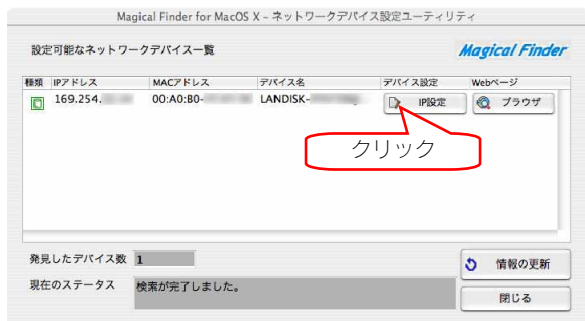 Magical Finder for MacOS X – ネットワークデバイス設定ユーティリティ
設定可能なネットワークデバイス一覧
Magical Finder
種類 IPアドレス MACアドレス デバイス名 デバイス設定 Webページ
169.254. 00:A0:B0- LANDISK- IP設定 ブラウザ
クリック
発見したデバイス数 1
情報の更新
現在のステータス 検索が完了しました。
閉じる